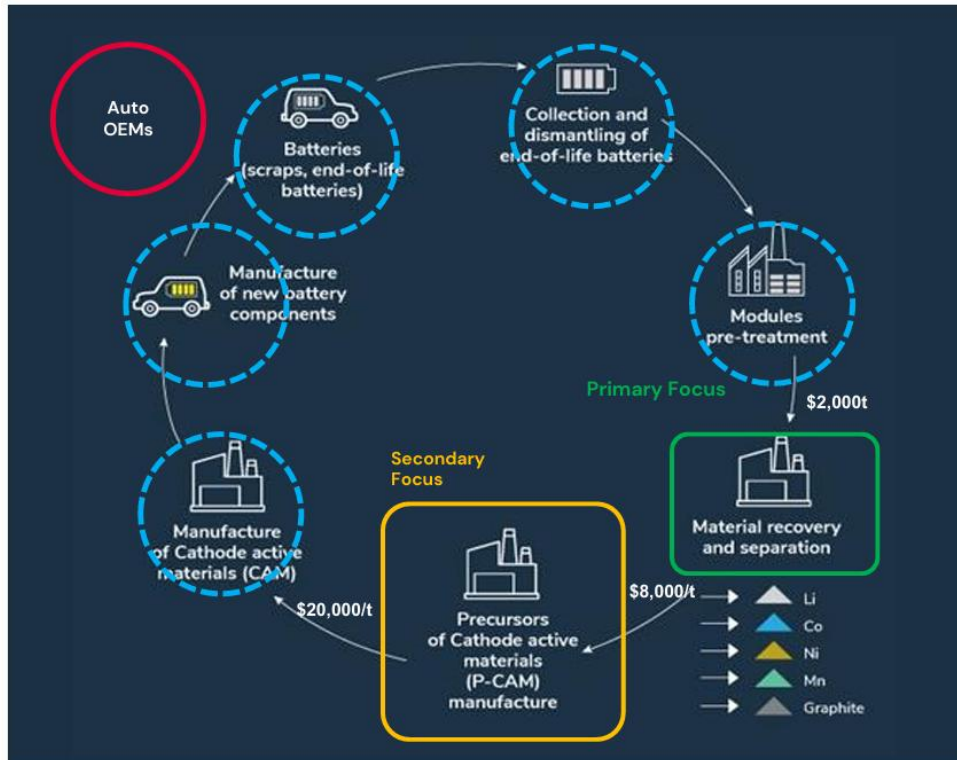 Auto
OEMs
Batteries
(scraps, end-of-life
batteries)
Collection and
dismantling of
end-of-life batteries
Manufacture
of new battery
components
Modules
pre-treatment
Primary Focus
$2,000t
Secondary
Focus
Material recovery
and separation
Manufacture
of Cathode active
materials (CAM)
$20,000/t
Precursors
of Cathode active
materials
(P-CAM)
manufacture
$8,000/t
Li
Co
Ni
Mn
Graphite